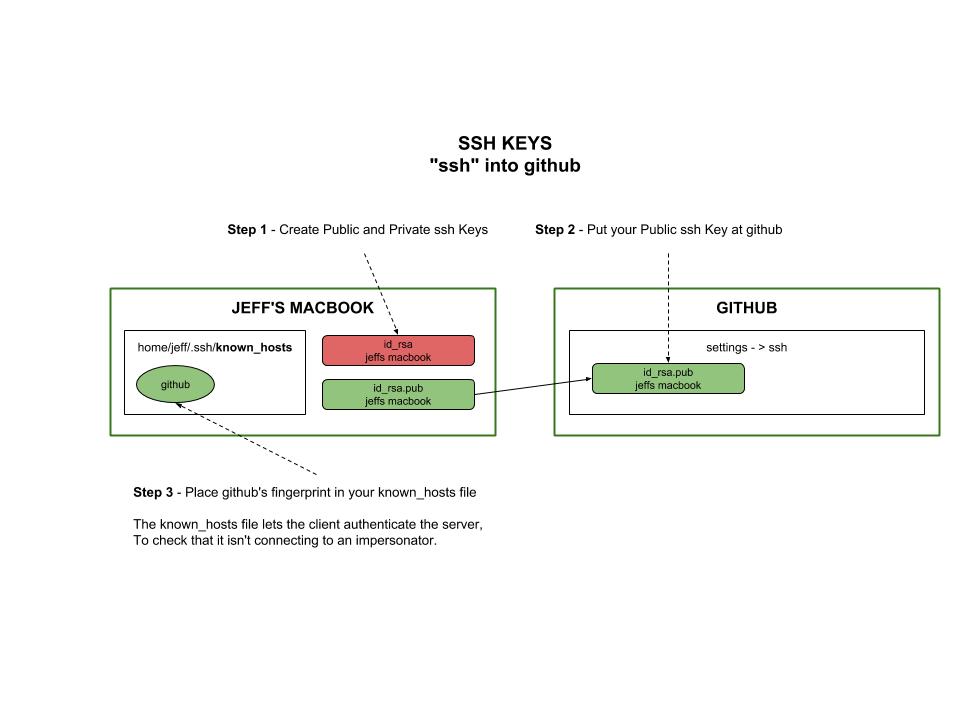 SSH KEYS
"ssh" into github
Step 1 - Create Public and Private ssh Keys
Step 2 - Put your Public ssh Key at github
JEFF'S MACBOOK
home/jeff/.ssh/known_hosts
github
id_rsa
jeffs macbook
id_rsa.pub
jeffs macbook
GITHUB
settings - > ssh
id_rsa.pub
jeffs macbook
Step 3 - Place github's fingerprint in your known_hosts file
The known_hosts file lets the client authenticate the server,
To check that it isn't connecting to an impersonator.